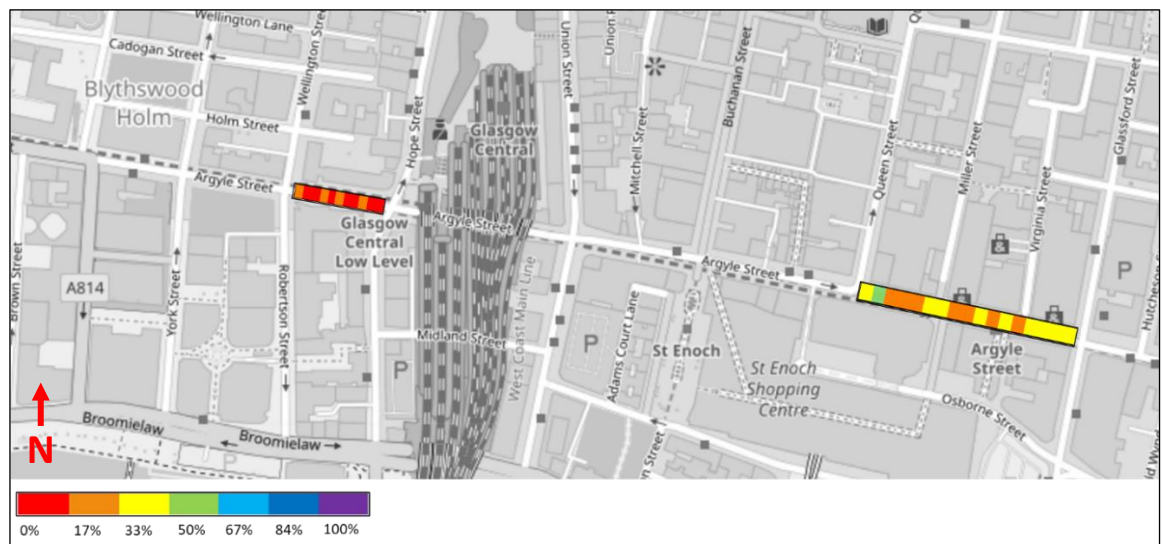 Wellington Lane
Cadogan Street
Wellington Street
Blythswood
Holm
Holm Street
Hope Street
Glasgow
Central
Union Street
Union
Mitchell Street
Buchanan Street
Queen Street
Miller Street
Virginia Street
Glassford Street
Argyle Street
Glasgow
Central
Low Level
Argyle Street
Argyle Street
Brown Street
A814
York Street
Robertson Street
Midland Street
P
West Coast Main Line
P
Adams Court Lane
St Enoch
St Enoch
Shopping
Centre
Argyle
Street
P
Hutcheson
Osborne Street
Broomielaw
Broomielaw
P
N
0% 17% 33% 50% 67% 84% 100%